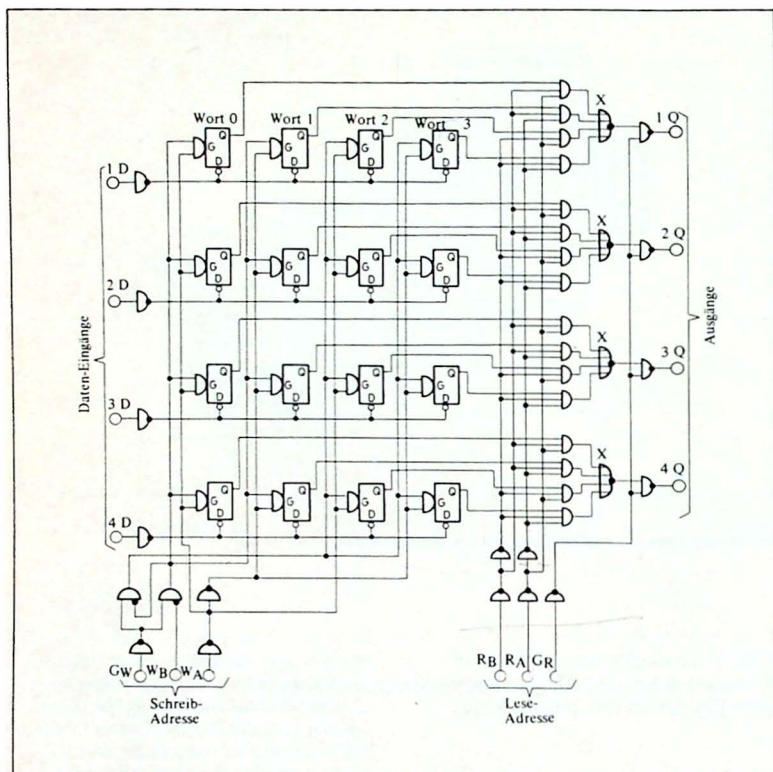 Wort 0 Wort 1 Wort 2 Wort 3
X
1 Q
Q
G
D
Q
G
D
Q
G
D
Q
G
D
1 D
X
2 Q
Q
G
D
Q
G
D
Q
G
D
Q
G
D
2 D
Daten-Eingänge
Ausgänge
X
3 Q
Q
G
D
Q
G
D
Q
G
D
Q
G
D
3 D
X
4 Q
Q
G
D
Q
G
D
Q
G
D
Q
G
D
4 D
GW WB WA
RB RA GR
Schreib-
Adresse
Lese-
Adresse